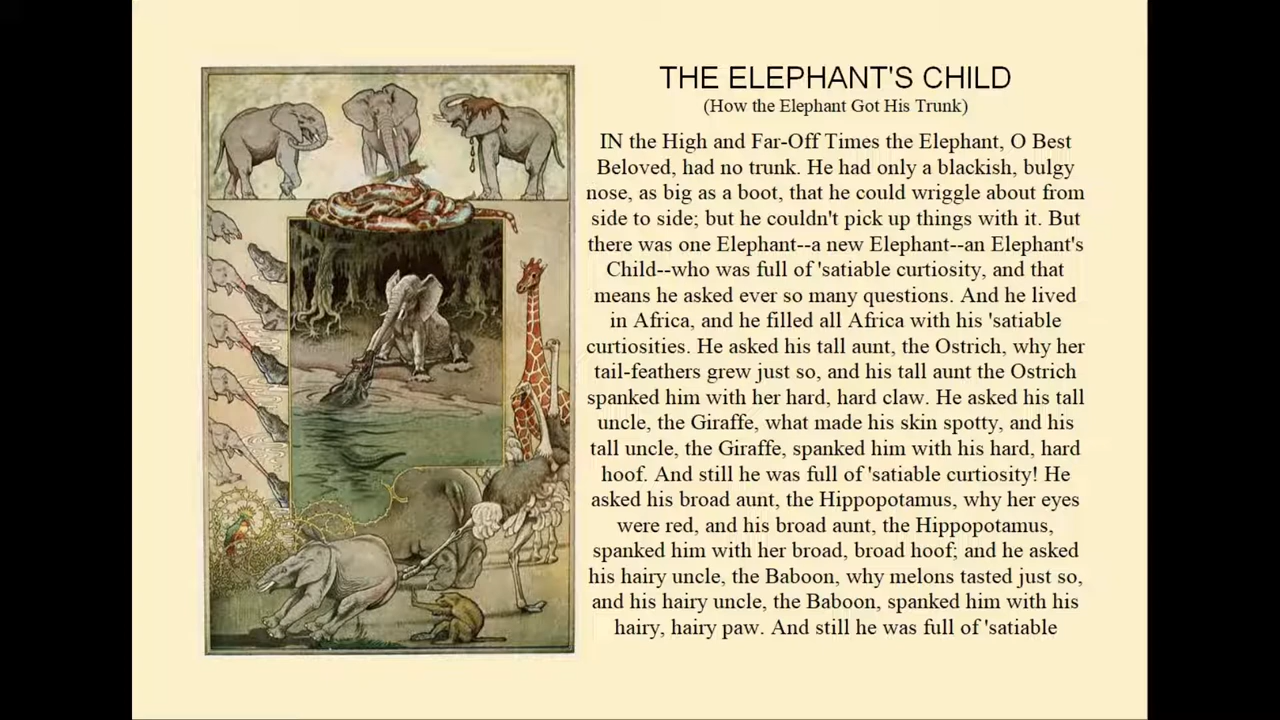 THE ELEPHANT'S CHILD
(How the Elephant Got His Trunk)
IN the High and Far-Off Times the Elephant, O Best
Beloved, had no trunk. He had only a blackish, bulgy
nose, as big as a boot, that he could wriggle about from
side to side; but he couldn't pick up things with it. But
there was one Elephant--a new Elephant--an Elephant's
Child--who was full of 'satiable curtiosity, and that
means he asked ever so many questions. And he lived
in Africa, and he filled all Africa with his 'satiable
curtiosities. He asked his tall aunt, the Ostrich, why her
tail-feathers grew just so, and his tall aunt the Ostrich
spanked him with her hard, hard claw. He asked his tall
uncle, the Giraffe, what made his skin spotty, and his
tall uncle, the Giraffe, spanked him with his hard, hard
hoof. And still he was full of 'satiable curtiosity! He
asked his broad aunt, the Hippopotamus, why her eyes
were red, and his broad aunt, the Hippopotamus,
spanked him with her broad, broad hoof; and he asked
his hairy uncle, the Baboon, why melons tasted just so,
and his hairy uncle, the Baboon, spanked him with his
hairy, hairy paw. And still he was full of 'satiable